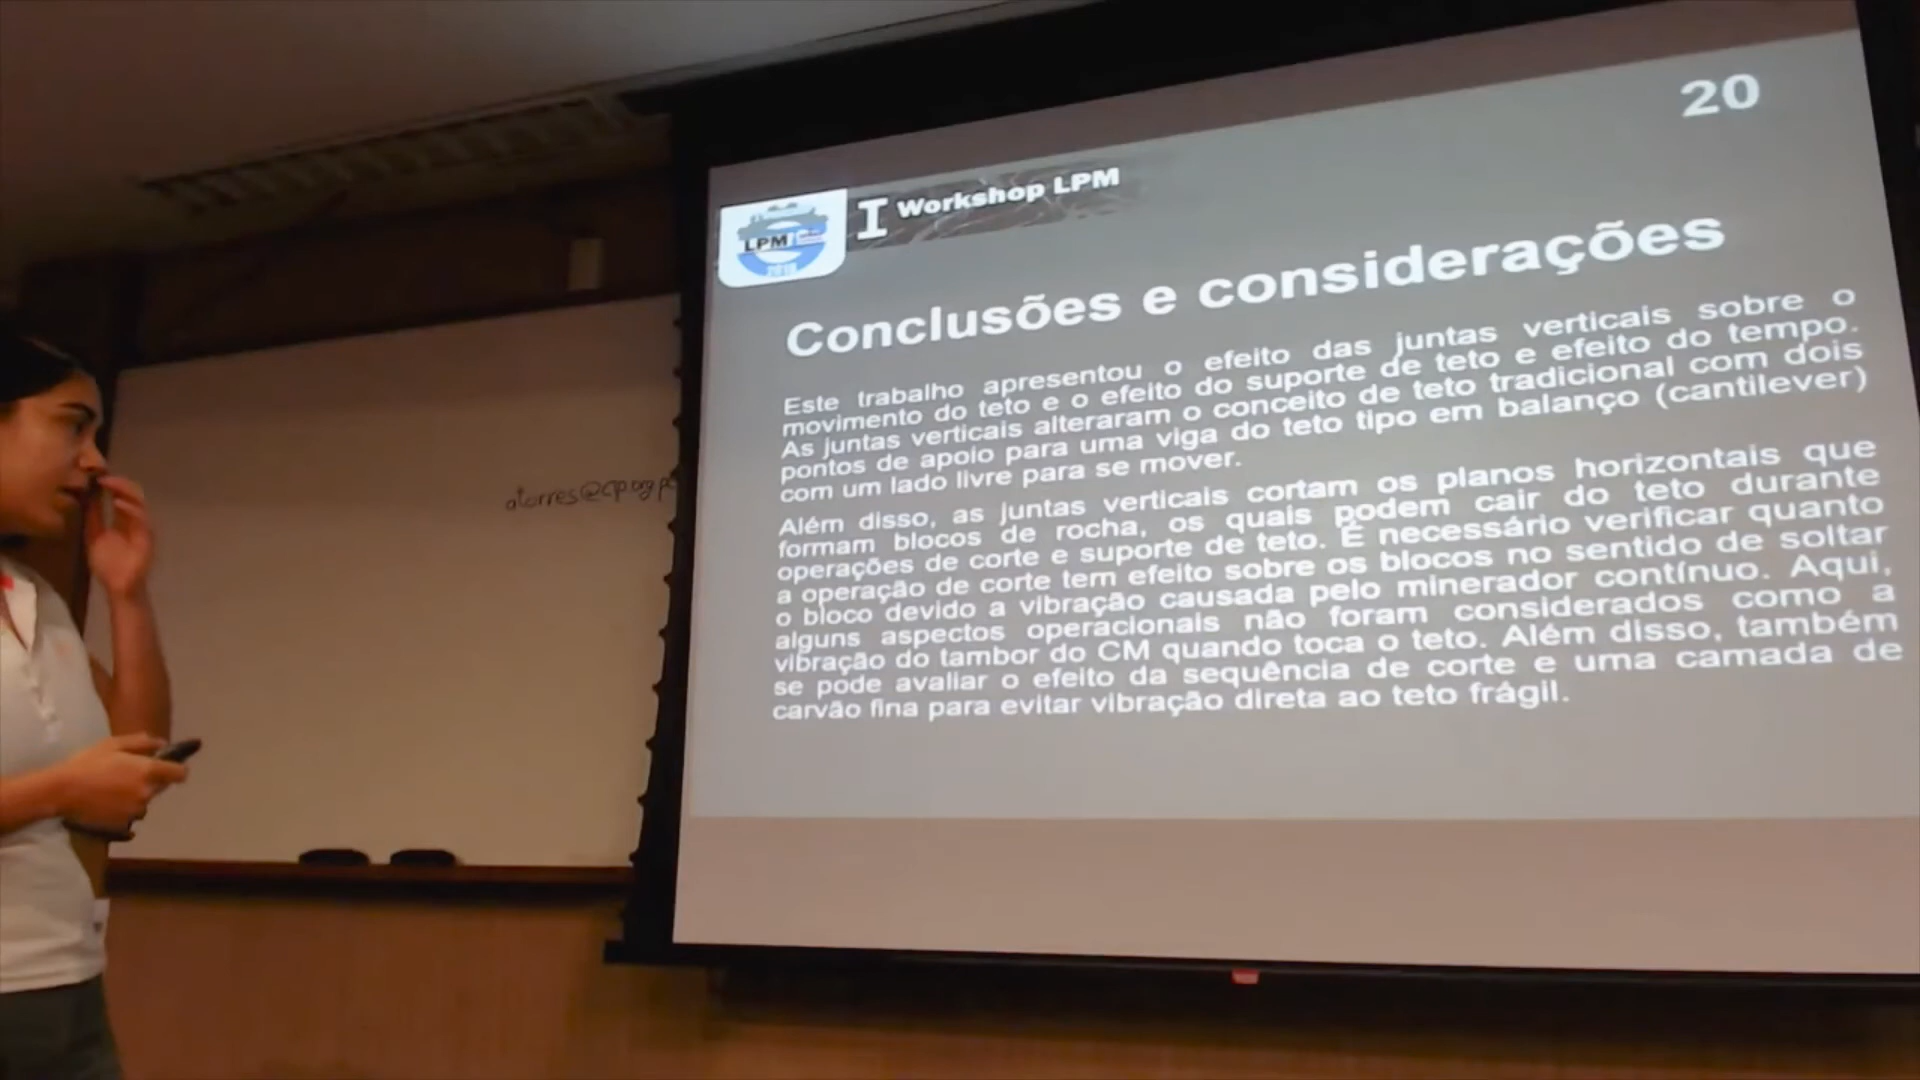 20
LPM
2018
I Workshop LPM
Conclusões e considerações
Este trabalho apresentou o efeito das juntas verticais sobre o
movimento do teto e o efeito do suporte de teto e efeito do tempo.
As juntas verticais alteraram o conceito de teto tradicional com dois
pontos de apoio para uma viga do teto tipo em balanço (cantilever)
com um lado livre para se mover.
Além disso, as juntas verticais cortam os planos horizontais que
formam blocos de rocha, os quais podem cair do teto durante
operações de corte e suporte de teto. É necessário verificar quanto
a operação de corte tem efeito sobre os blocos no sentido de soltar
o bloco devido a vibração causada pelo minerador contínuo. Aqui,
alguns aspectos operacionais não foram considerados como a
vibração do tambor do CM quando toca o teto. Além disso, também
se pode avaliar o efeito da sequência de corte e uma camada de
carvão fina para evitar vibração direta ao teto frágil.